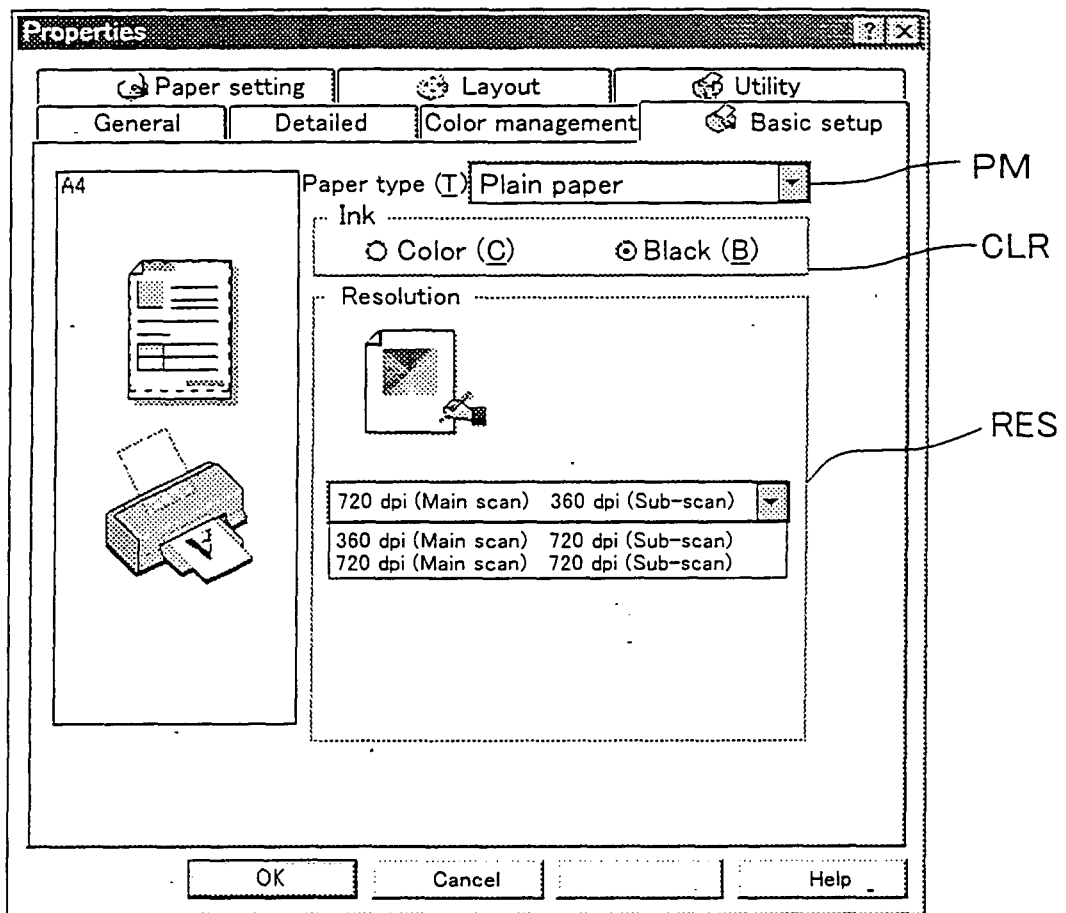 Properties ? ×
Paper setting Layout Utility
General Detailed Color management Basic setup
A4
Paper type (T) Plain paper
PM
Ink
Color (C) Black (B)
CLR
Resolution
RES
720 dpi (Main scan) 360 dpi (Sub-scan)
360 dpi (Main scan) 720 dpi (Sub-scan)
720 dpi (Main scan) 720 dpi (Sub-scan)
OK Cancel Help